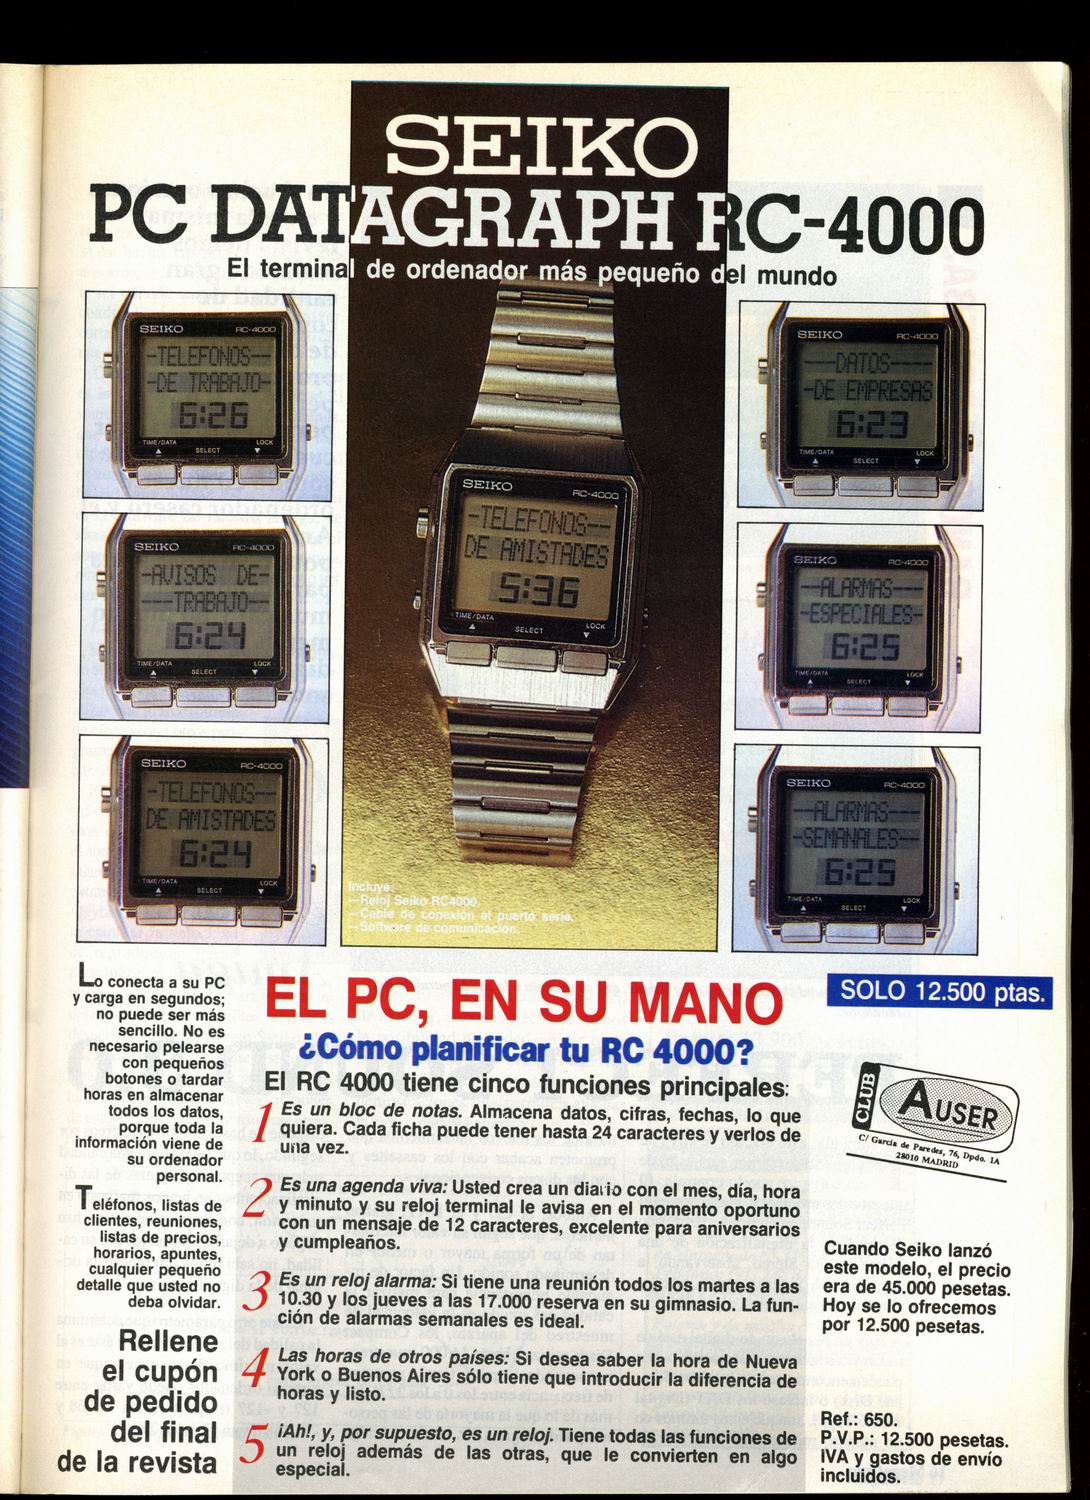 SEIKO
PC DATAGRAPH RC-4000
El terminal de ordenador más pequeño del mundo
SEIKO RC-4000
-TELEFONOS--
-DE TRABAJO-
6:26
TIME/DATA SELECT LOCK
SEIKO RC-4000
-AVISOS DE-
---TRABAJO--
6:24
TIME/DATA SELECT LOCK
SEIKO RC-4000
-TELEFONOS--
DE AMISTADES
6:24
TIME/DATA SELECT LOCK
SEIKO RC-4000
-TELEFONOS--
DE AMISTADES
5:36
TIME/DATA SELECT LOCK
Incluye:
—Reloj Seiko RC4000.
—Cable de conexión al puerto serie.
—Software de comunicación.
SEIKO RC-4000
---DATOS----
-DE EMPRESAS
6:23
TIME/DATA SELECT LOCK
SEIKO RC-4000
--ALARMAS---
-ESPECIALES-
6:25
TIME/DATA SELECT LOCK
SEIKO RC-4000
--ALARMAS---
-SEMANALES--
6:25
TIME/DATA SELECT LOCK
Lo conecta a su PC
y carga en segundos;
no puede ser más
sencillo. No es
necesario pelearse
con pequeños
botones o tardar
horas en almacenar
todos los datos,
porque toda la
información viene de
su ordenador
personal.
Teléfonos, listas de
clientes, reuniones,
listas de precios,
horarios, apuntes,
cualquier pequeño
detalle que usted no
deba olvidar.
Rellene
el cupón
de pedido
del final
de la revista
EL PC, EN SU MANO
¿Cómo planificar tu RC 4000?
El RC 4000 tiene cinco funciones principales:
1 Es un bloc de notas. Almacena datos, cifras, fechas, lo que
quiera. Cada ficha puede tener hasta 24 caracteres y verlos de
una vez.
2 Es una agenda viva: Usted crea un diario con el mes, día, hora
y minuto y su reloj terminal le avisa en el momento oportuno
con un mensaje de 12 caracteres, excelente para aniversarios
y cumpleaños.
3 Es un reloj alarma: Si tiene una reunión todos los martes a las
10.30 y los jueves a las 17.000 reserva en su gimnasio. La fun-
ción de alarmas semanales es ideal.
4 Las horas de otros países: Si desea saber la hora de Nueva
York o Buenos Aires sólo tiene que introducir la diferencia de
horas y listo.
5 ¡Ah!, y, por supuesto, es un reloj. Tiene todas las funciones de
un reloj además de las otras, que le convierten en algo
especial.
SOLO 12.500 ptas.
CLUB AUSER
C/ García de Paredes, 76, Dpdo. 1A
28010 MADRID
Cuando Seiko lanzó
este modelo, el precio
era de 45.000 pesetas.
Hoy se lo ofrecemos
por 12.500 pesetas.
Ref.: 650.
P.V.P.: 12.500 pesetas.
IVA y gastos de envío
incluidos.